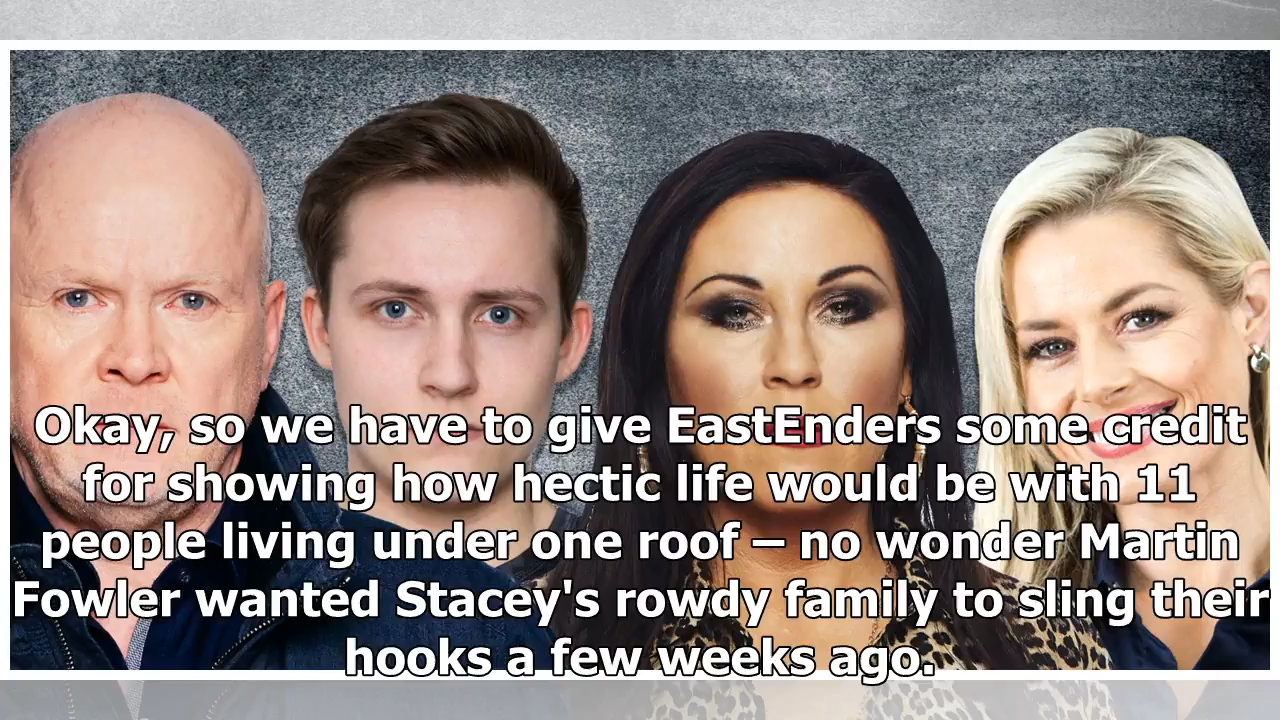 Okay, so we have to give EastEnders some credit
for showing how hectic life would be with 11
people living under one roof – no wonder Martin
Fowler wanted Stacey's rowdy family to sling their
hooks a few weeks ago.